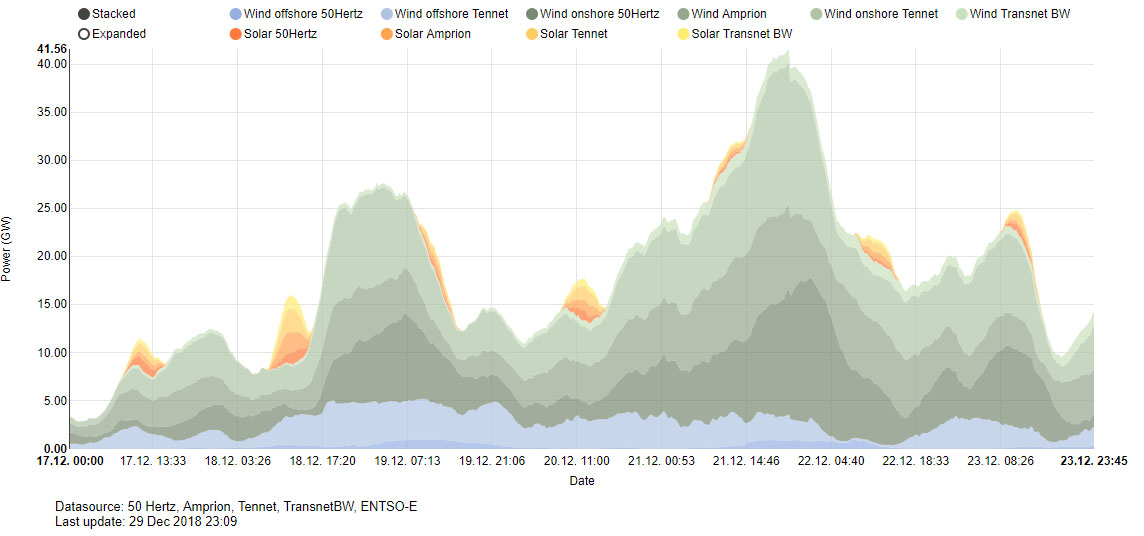 Stacked Wind offshore 50Hertz Wind offshore Tennet Wind onshore 50Hertz Wind Amprion Wind onshore Tennet Wind Transnet BW
Expanded Solar 50Hertz Solar Amprion Solar Tennet Solar Transnet BW
41.56
40.00
35.00
30.00
25.00
20.00
15.00
10.00
5.00
0.00
Power (GW)
17.12. 00:00 17.12. 13:33 18.12. 03:26 18.12. 17:20 19.12. 07:13 19.12. 21:06 20.12. 11:00 21.12. 00:53 21.12. 14:46 22.12. 04:40 22.12. 18:33 23.12. 08:26 23.12. 23:45
Date
Datasource: 50 Hertz, Amprion, Tennet, TransnetBW, ENTSO-E
Last update: 29 Dec 2018 23:09